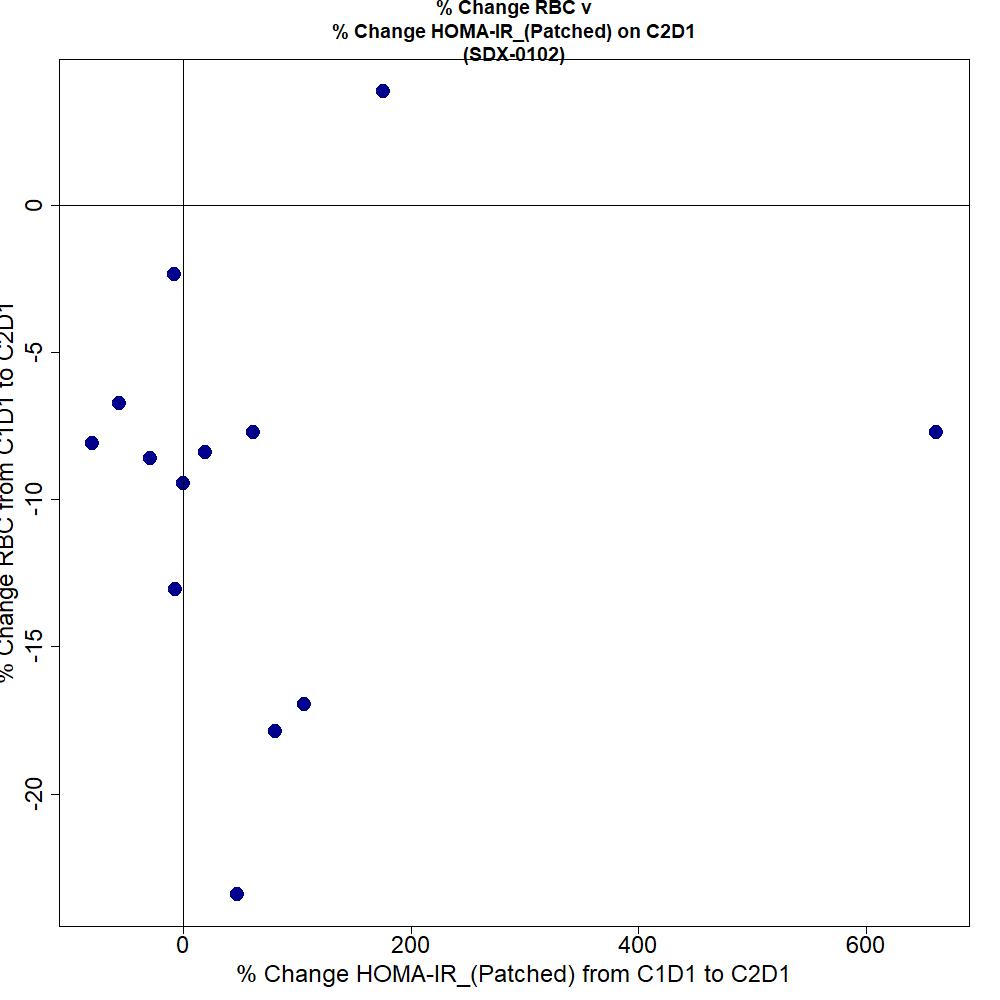 % Change RBC v
% Change HOMA-IR_(Patched) on C2D1
(SDX-0102)
% Change RBC from C1D1 to C2D1
0
-5
-10
-15
-20
0
200
400
600
% Change HOMA-IR_(Patched) from C1D1 to C2D1